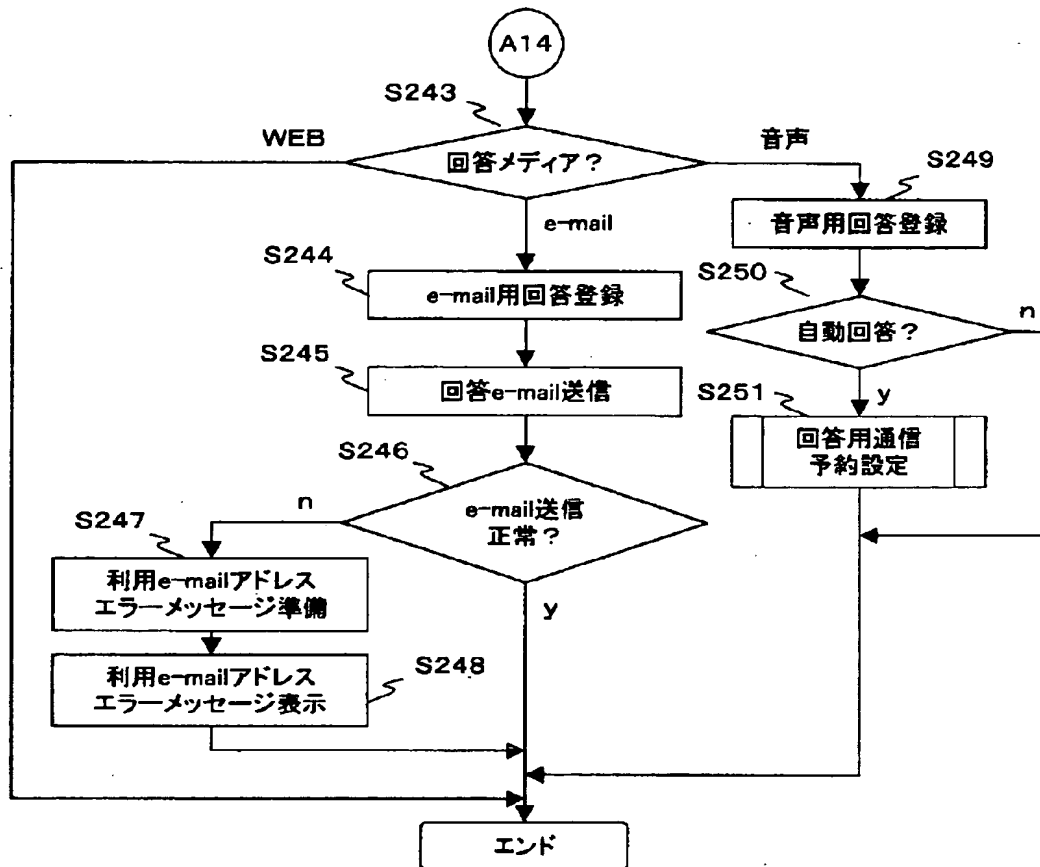 A14
S243
WEB
回答メディア？
音声
S249
e-mail
音声用回答登録
S244
e-mail用回答登録
S250
自動回答？
n
S245
回答e-mail送信
y
S251
回答用通信
予約設定
S246
e-mail送信
正常？
n
S247
利用e-mailアドレス
エラーメッセージ準備
y
S248
利用e-mailアドレス
エラーメッセージ表示
エンド